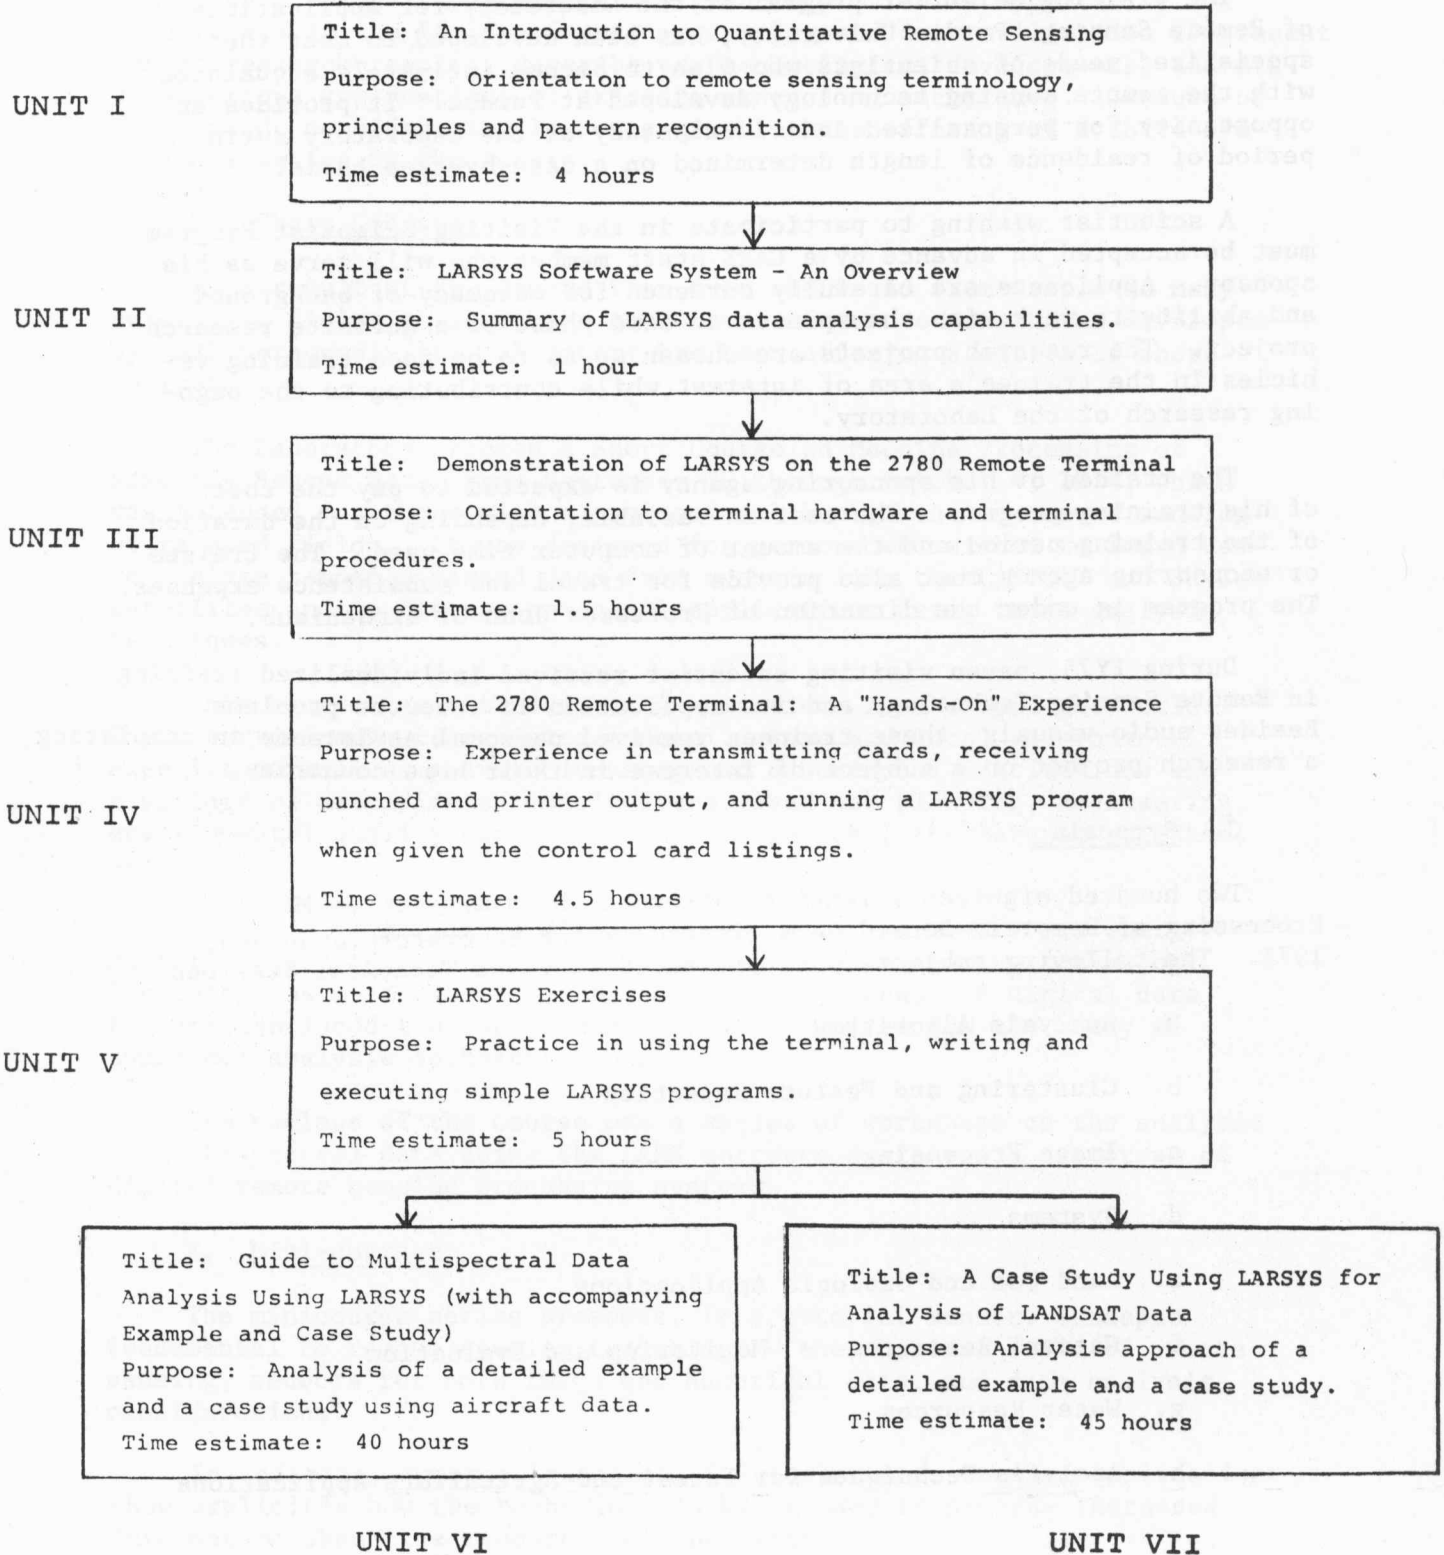 Title: An Introduction to Quantitative Remote Sensing
Purpose: Orientation to remote sensing terminology,
UNIT I
principles and pattern recognition.
Time estimate: 4 hours
Title: LARSYS Software System - An Overview
UNIT II
Purpose: Summary of LARSYS data analysis capabilities.
Time estimate: 1 hour
Title: Demonstration of LARSYS on the 2780 Remote Terminal
Purpose: Orientation to terminal hardware and terminal
UNIT III
procedures.
Time estimate: 1.5 hours
Title: The 2780 Remote Terminal: A "Hands-On" Experience
Purpose: Experience in transmitting cards, receiving
UNIT IV
punched and printer output, and running a LARSYS program
when given the control card listings.
Time estimate: 4.5 hours
Title: LARSYS Exercises
Purpose: Practice in using the terminal, writing and
UNIT V
executing simple LARSYS programs.
Time estimate: 5 hours
Title: Guide to Multispectral Data
Analysis Using LARSYS (with accompanying
Example and Case Study)
Purpose: Analysis of a detailed example
and a case study using aircraft data.
Time estimate: 40 hours
UNIT VI
Title: A Case Study Using LARSYS for
Analysis of LANDSAT Data
Purpose: Analysis approach of a
detailed example and a case study.
Time estimate: 45 hours
UNIT VII